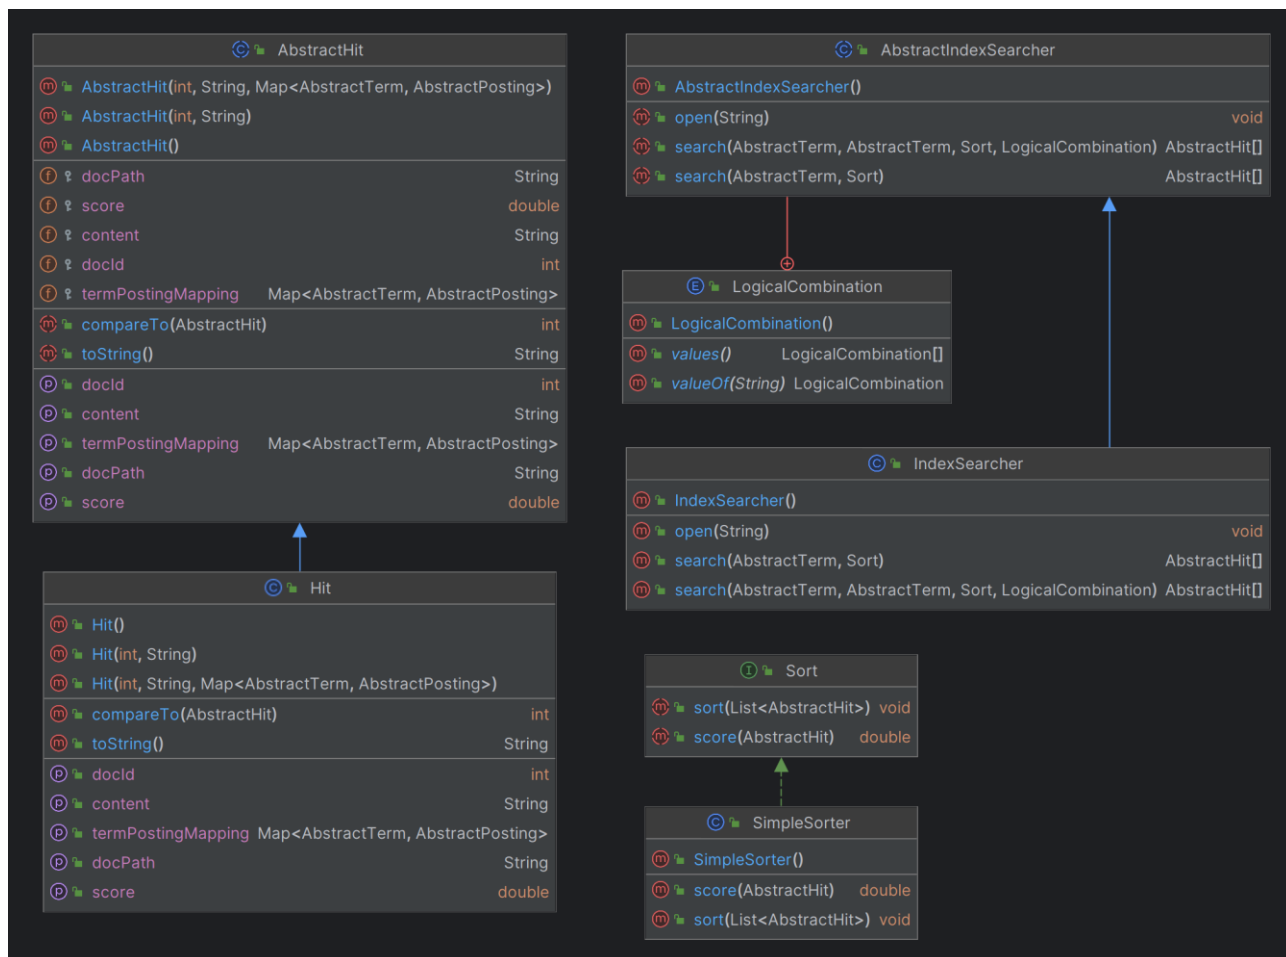 AbstractHit
AbstractHit(int, String, Map<AbstractTerm, AbstractPosting>)
AbstractHit(int, String)
AbstractHit()
docPath String
score double
content String
docId int
termPostingMapping Map<AbstractTerm, AbstractPosting>
compareTo(AbstractHit) int
toString() String
docId int
content String
termPostingMapping Map<AbstractTerm, AbstractPosting>
docPath String
score double
Hit
Hit()
Hit(int, String)
Hit(int, String, Map<AbstractTerm, AbstractPosting>)
compareTo(AbstractHit) int
toString() String
docId int
content String
termPostingMapping Map<AbstractTerm, AbstractPosting>
docPath String
score double
AbstractIndexSearcher
AbstractIndexSearcher()
open(String) void
search(AbstractTerm, AbstractTerm, Sort, LogicalCombination) AbstractHit[]
search(AbstractTerm, Sort) AbstractHit[]
LogicalCombination
LogicalCombination()
values() LogicalCombination[]
valueOf(String) LogicalCombination
IndexSearcher
IndexSearcher()
open(String) void
search(AbstractTerm, Sort) AbstractHit[]
search(AbstractTerm, AbstractTerm, Sort, LogicalCombination) AbstractHit[]
Sort
sort(List<AbstractHit>) void
score(AbstractHit) double
SimpleSorter
SimpleSorter()
score(AbstractHit) double
sort(List<AbstractHit>) void